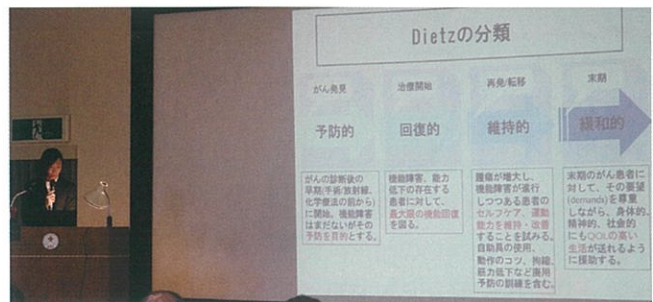 Dietzの分類
がん発見
治療開始
再発/転移
末期
予防的
回復的
維持的
緩和的
がんの診断後の
早期(手術/放射線、
化学療法の前から)
に開始。機能障害
はまだないがその
予防を目的とする。
機能障害、能力
低下の存在する
患者に対して、
最大限の機能回復
を図る。
腫瘍が増大し、
機能障害が進行
しつつある患者の
セルフケア、運動
能力を維持・改善
することを試みる。
自助具の使用、
動作のコツ、拘縮、
筋力低下など廃用
予防の訓練を含む。
末期のがん患者に
対して、その要望
(demands)を尊重
しながら、身体的、
精神的、社会的
にもQOLの高い
生活が送れるよう
に援助する。